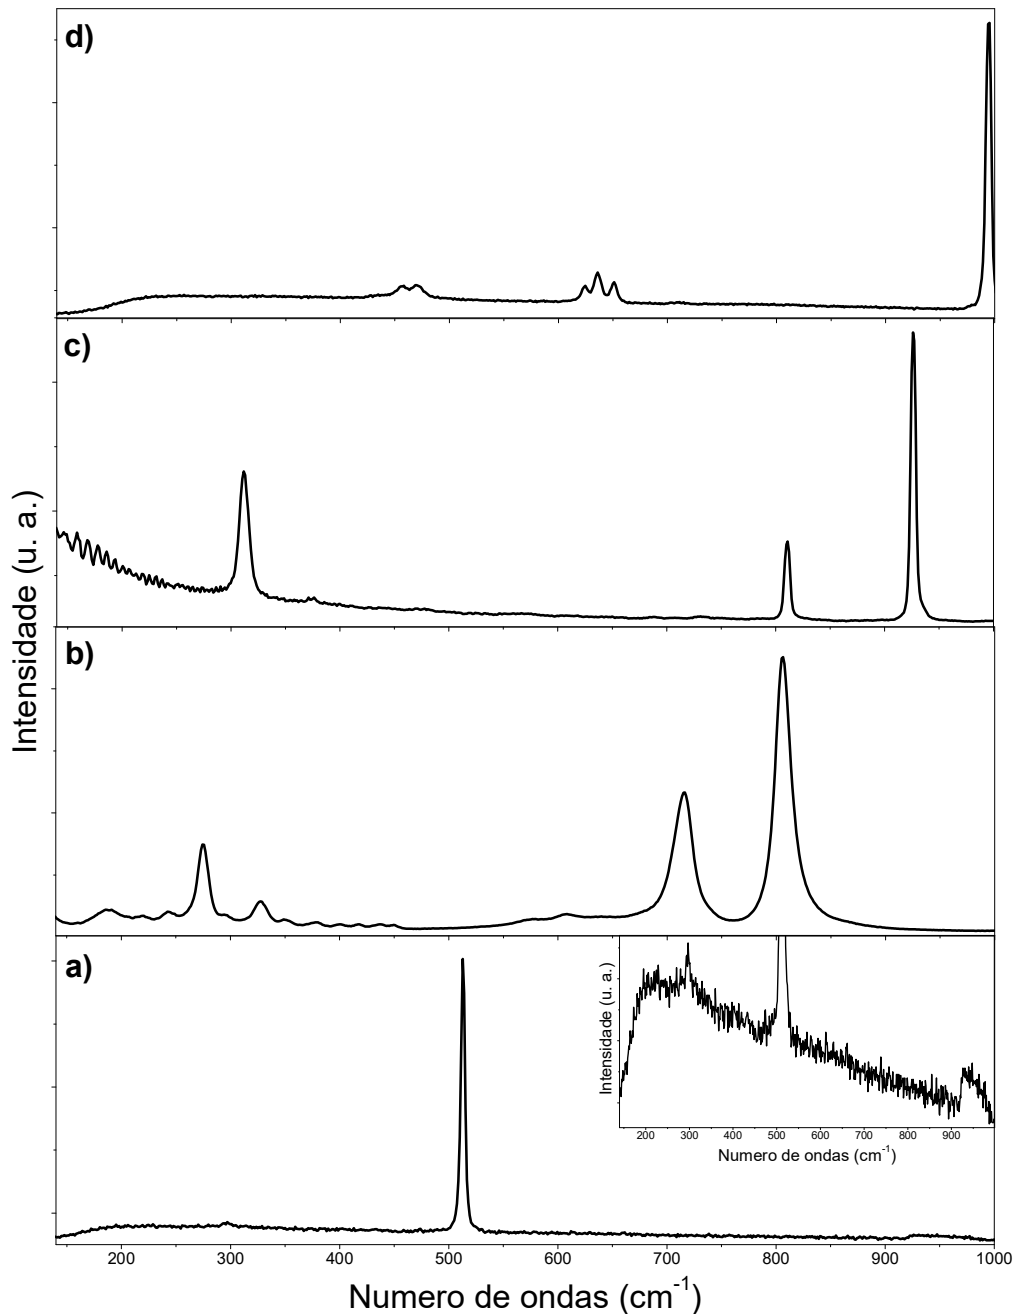 d)
c)
Intensidade (u. a.)
b)
a)
Intensidade (u. a.)
200 300 400 500 600 700 800 900
Numero de ondas (cm⁻¹)
200 300 400 500 600 700 800 900 1000
Numero de ondas (cm⁻¹)